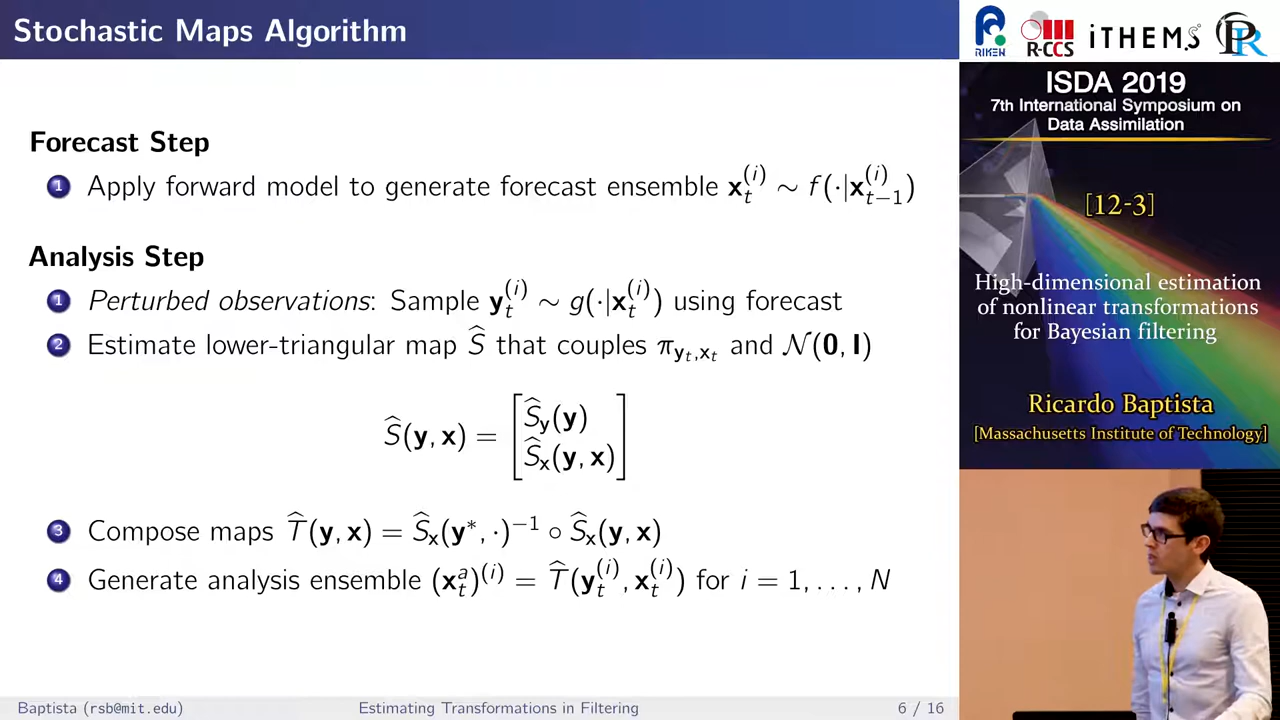 Stochastic Maps Algorithm
Forecast Step
1 Apply forward model to generate forecast ensemble x_t^{(i)} ∼ f(·|x_{t−1}^{(i)})
Analysis Step
1 Perturbed observations: Sample y_t^{(i)} ∼ g(·|x_t^{(i)}) using forecast
2 Estimate lower-triangular map Ŝ that couples π_{y_t,x_t} and 𝒩(0, I)
Ŝ(y, x) = [Ŝ_y(y)
Ŝ_x(y, x)]
3 Compose maps T̂(y, x) = Ŝ_x(y*, ·)^{−1} ∘ Ŝ_x(y, x)
4 Generate analysis ensemble (x_t^a)^{(i)} = T̂(y_t^{(i)}, x_t^{(i)}) for i = 1, . . . , N
Baptista (rsb@mit.edu)
Estimating Transformations in Filtering
6 / 16
RIKEN
R-CCS
iTHEMS
ISDA 2019
7th International Symposium on
Data Assimilation
[12-3]
High-dimensional estimation
of nonlinear transformations
for Bayesian filtering
Ricardo Baptista
[Massachusetts Institute of Technology]